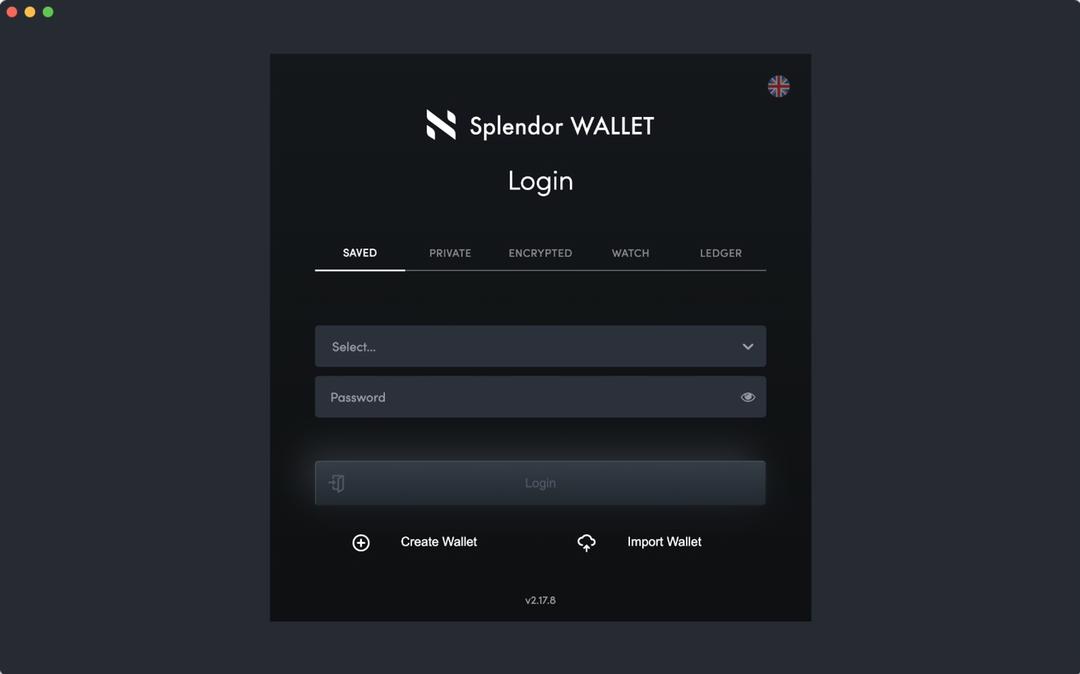 Splendor WALLET
Login
SAVED PRIVATE ENCRYPTED WATCH LEDGER
Select...
Password
Login
Create Wallet Import Wallet
v2.17.8